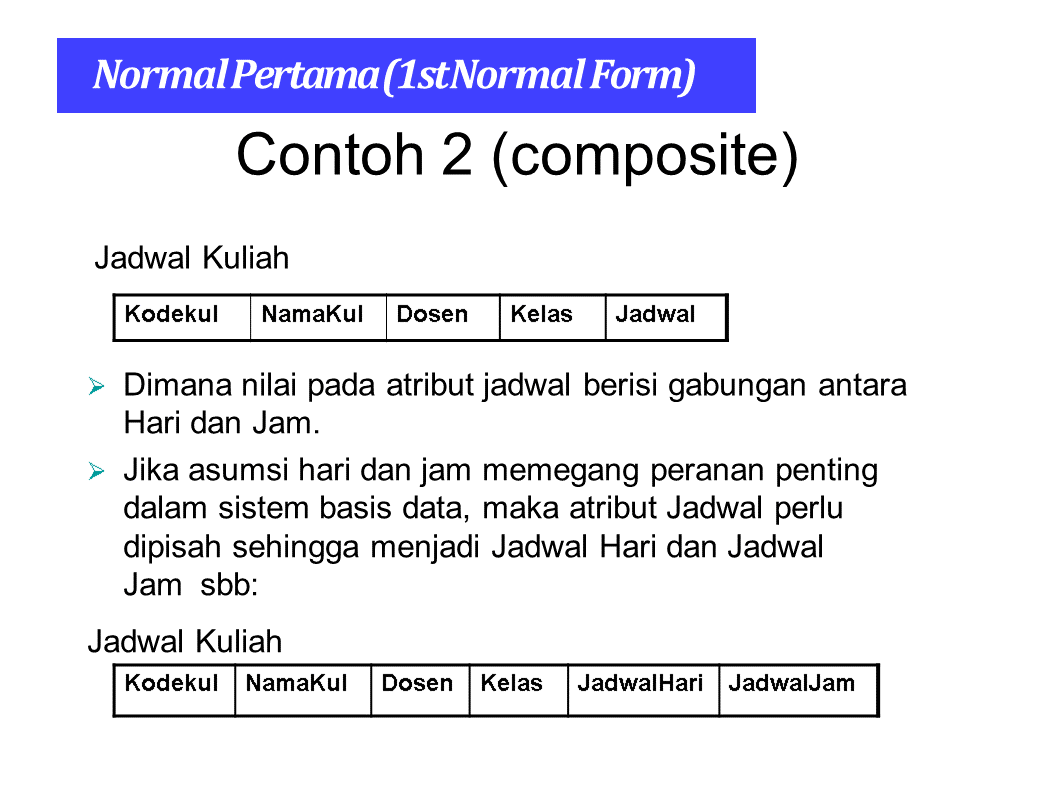 Normal Pertama (1st Normal Form)
Contoh 2 (composite)
Jadwal Kuliah
Kodekul NamaKul Dosen Kelas Jadwal
Dimana nilai pada atribut jadwal berisi gabungan antara
Hari dan Jam.
Jika asumsi hari dan jam memegang peranan penting
dalam sistem basis data, maka atribut Jadwal perlu
dipisah sehingga menjadi Jadwal Hari dan Jadwal
Jam sbb:
Jadwal Kuliah
Kodekul NamaKul Dosen Kelas JadwalHari JadwalJam